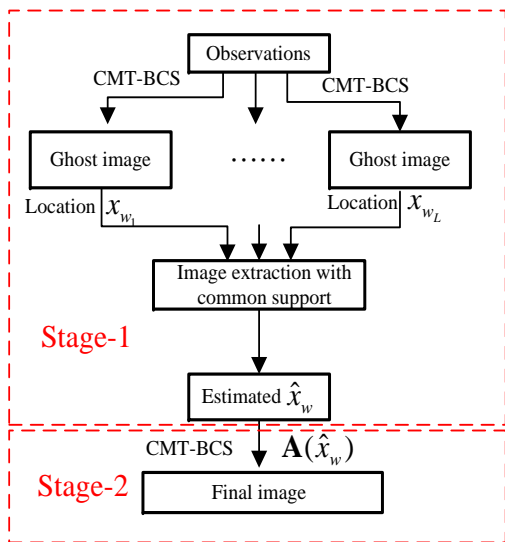 Observations
CMT-BCS
CMT-BCS
Ghost image
......
Ghost image
Location x_{w_1}
Location x_{w_L}
Image extraction with
common support
Stage-1
Estimated x̂_w
CMT-BCS
A(x̂_w)
Stage-2
Final image